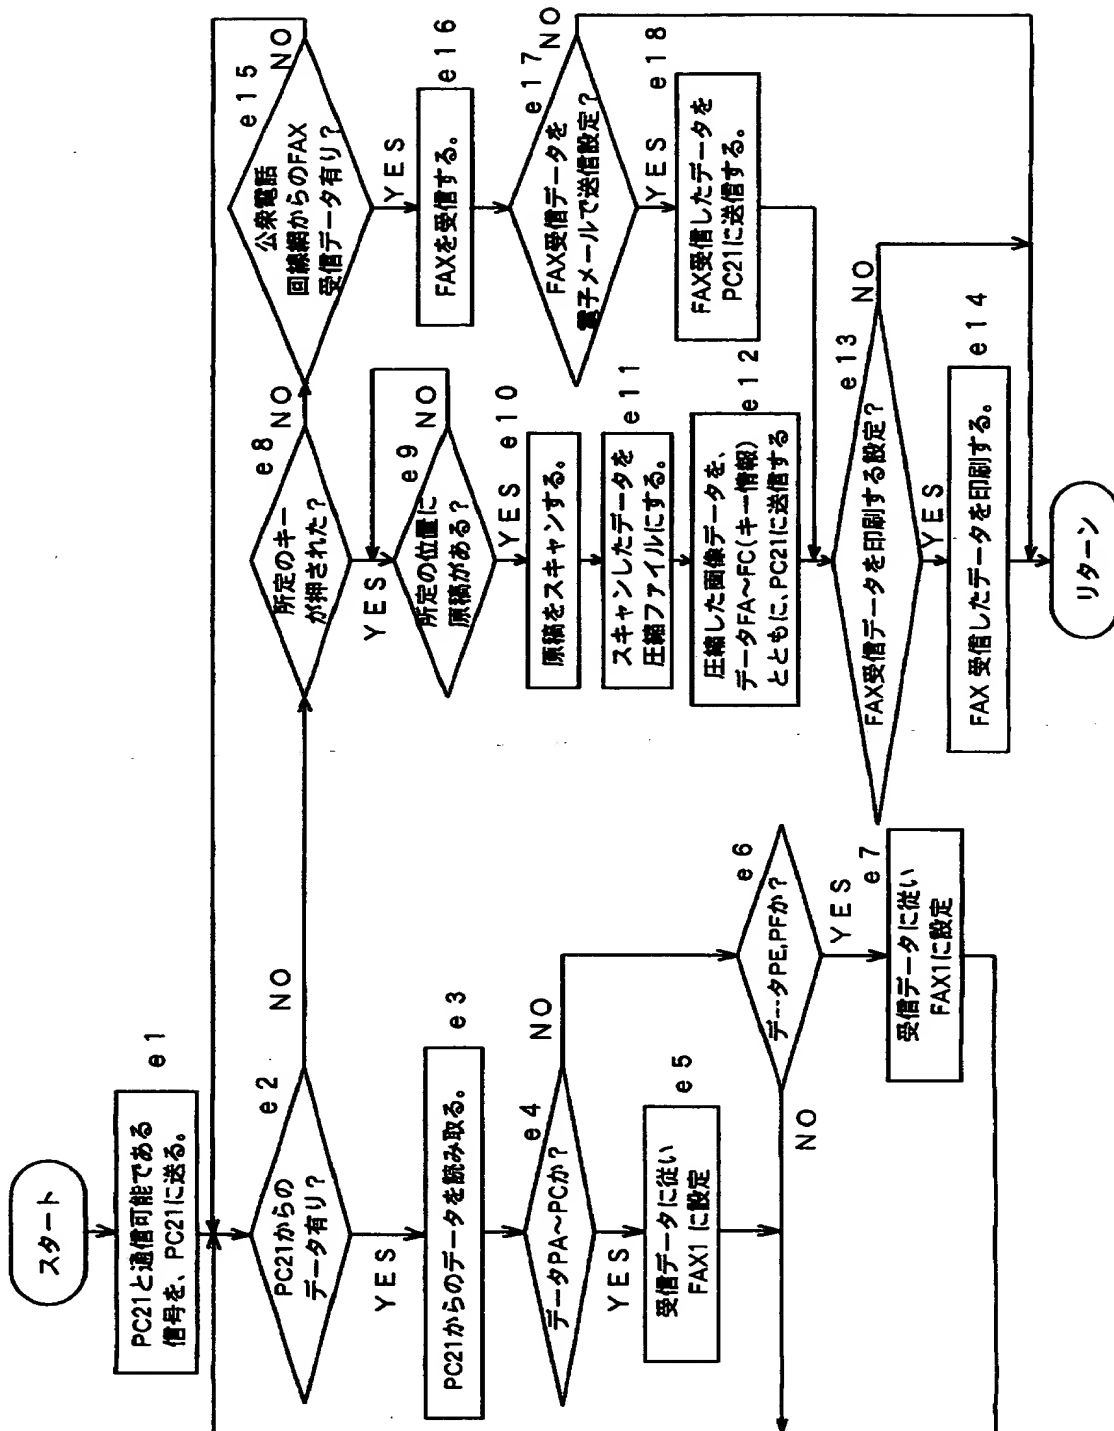 スタート
e1
PC21と通信可能である
信号を、PC21に送る。
e2
PC21からの
データ有り？
NO
YES
e3
PC21からのデータを読み取る。
e4
データPA〜PCか？
NO
YES
e5
受信データに従い
FAX1に設定
e6
データPE,PFか？
NO
YES
e7
受信データに従い
FAX1に設定
e8
所定のキー
が押された？
NO
YES
e9
所定の位置に
原稿がある？
NO
YES
e10
原稿をスキャンする。
e11
スキャンしたデータを
圧縮ファイルにする。
e12
圧縮した画像データを、
データFA〜FC(キー情報)
とともに、PC21に送信する
e13
FAX受信データを印刷する設定？
NO
YES
e14
FAX 受信したデータを印刷する。
リターン
e15
公衆電話
回線網からのFAX
受信データ有り？
NO
YES
e16
FAXを受信する。
e17
FAX受信データを
電子メールで送信設定？
NO
YES
e18
FAX受信したデータを
PC21に送信する。